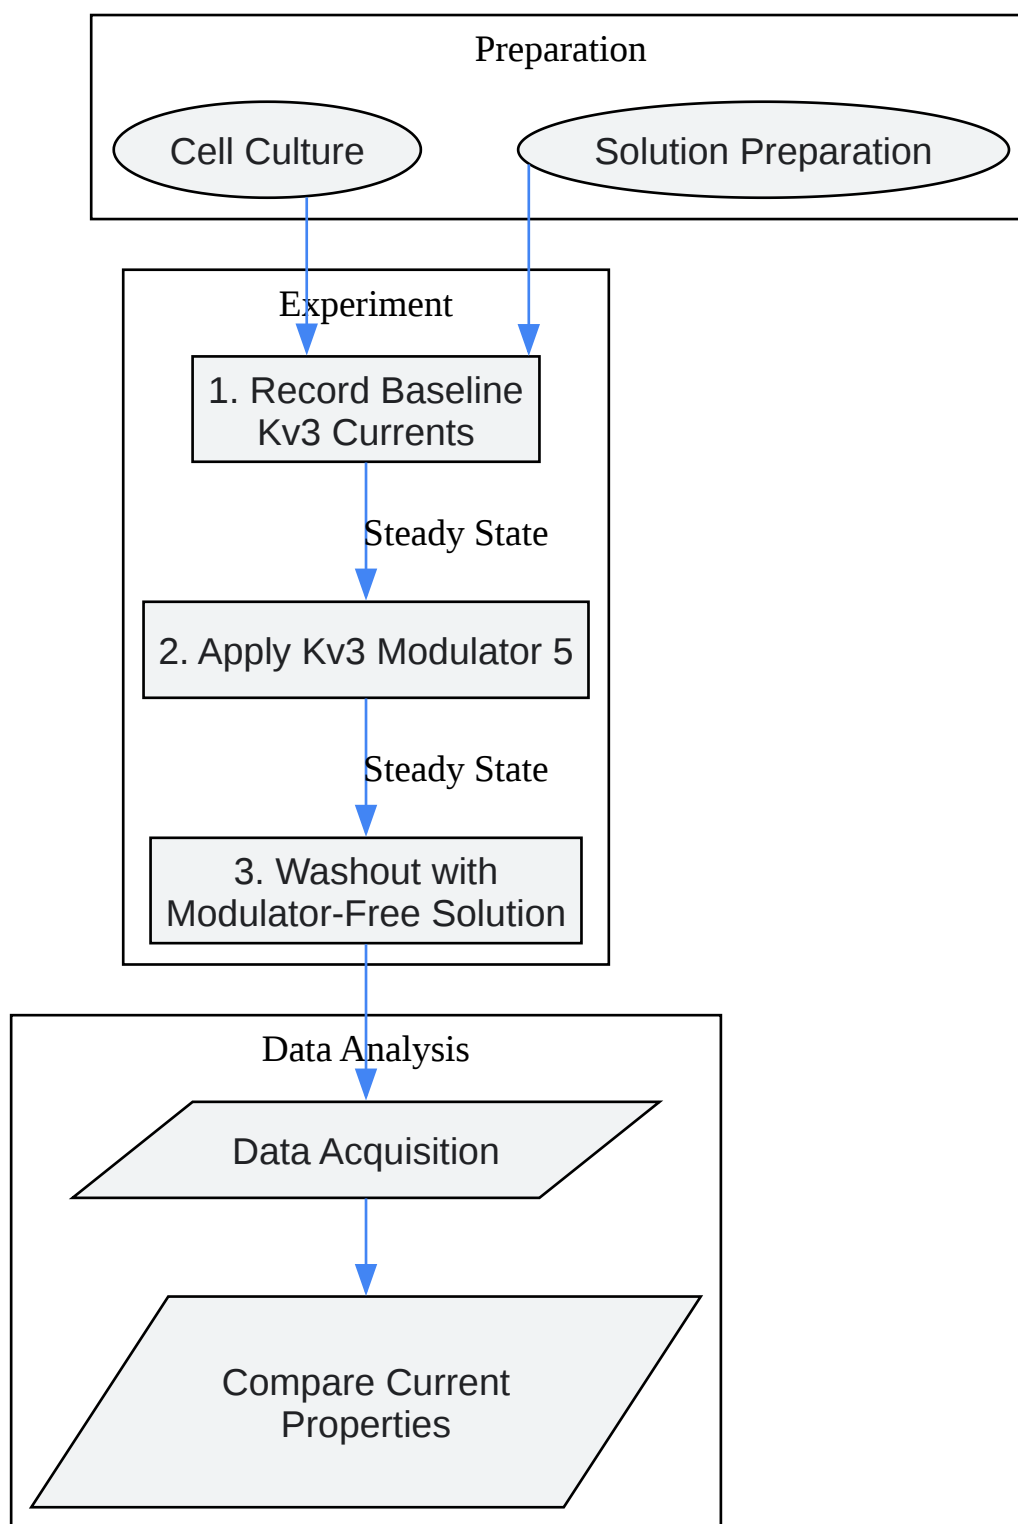 Preparation
Cell Culture
Solution Preparation
Experiment
1. Record Baseline
Kv3 Currents
Steady State
2. Apply Kv3 Modulator 5
Steady State
3. Washout with
Modulator-Free Solution
Data Analysis
Data Acquisition
Compare Current
Properties